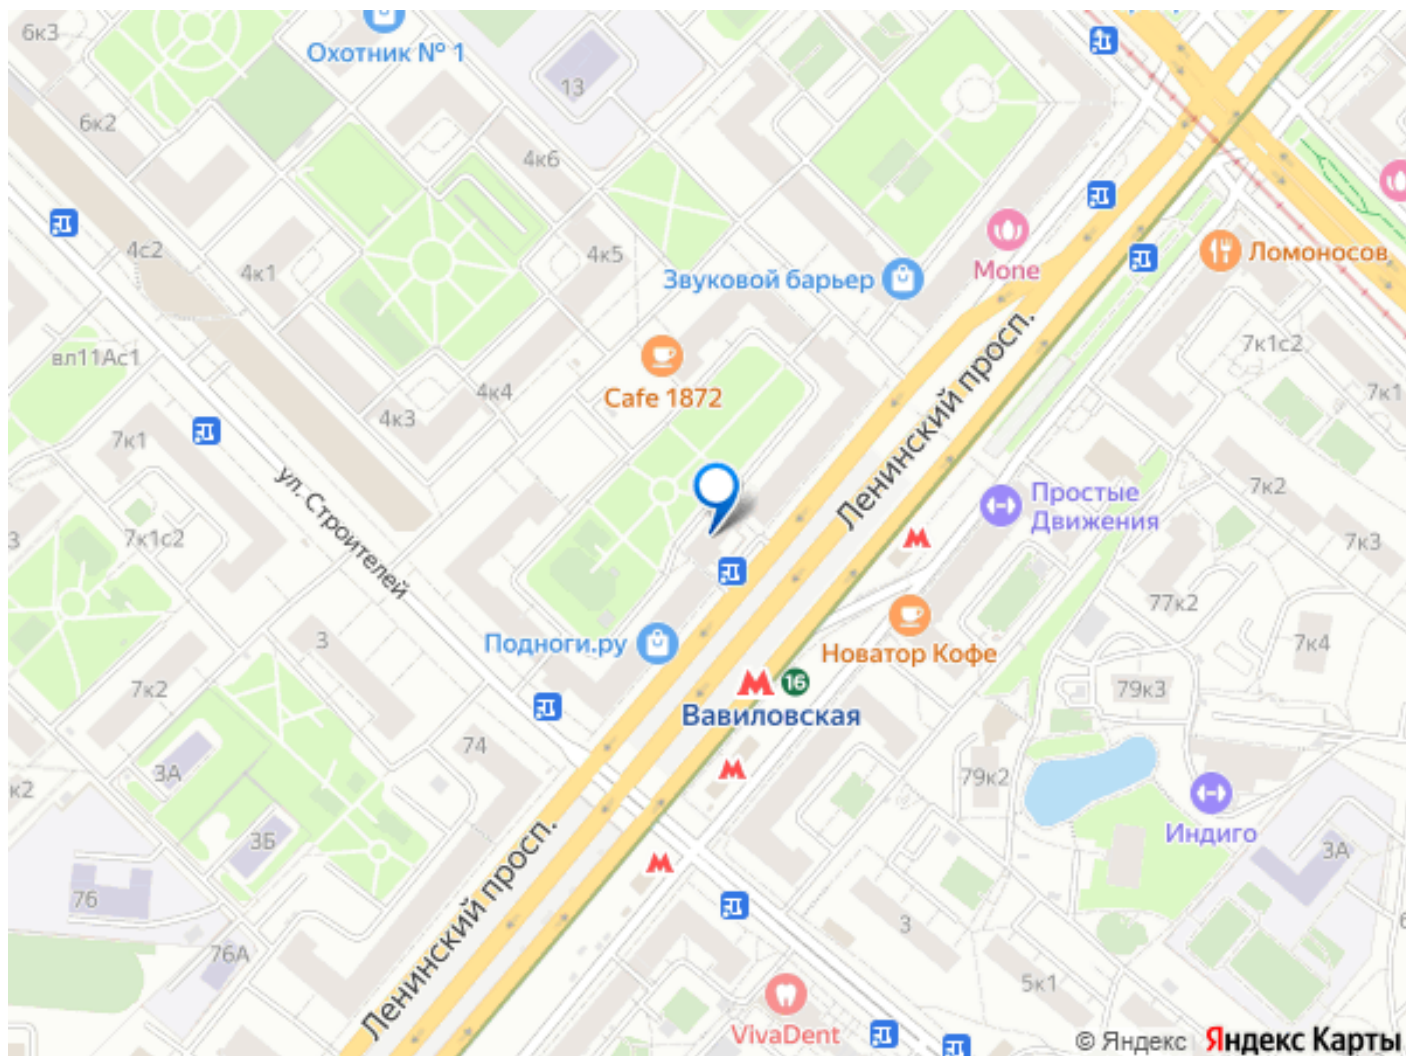 6к3
Охотник № 1
13
6к2
4к6
Mone
Ломоносов
4с2
4к1
4к5
Звуковой барьер
вл11Ас1
7к1с2
Cafe 1872
4к4
7к1
4к3
7к1
Ленинский просп.
ул. Строителей
7к2
Простые
Движения
3
7к1с2
7к3
77к2
3
Подноги.ру
Новатор Кофе
7к4
7к2
16
79к3
Вавиловская
74
3А
79к2
к2
Индиго
3Б
3А
Ленинский просп.
76
3
76А
5к1
VivaDent
© Яндекс
Яндекс Карты